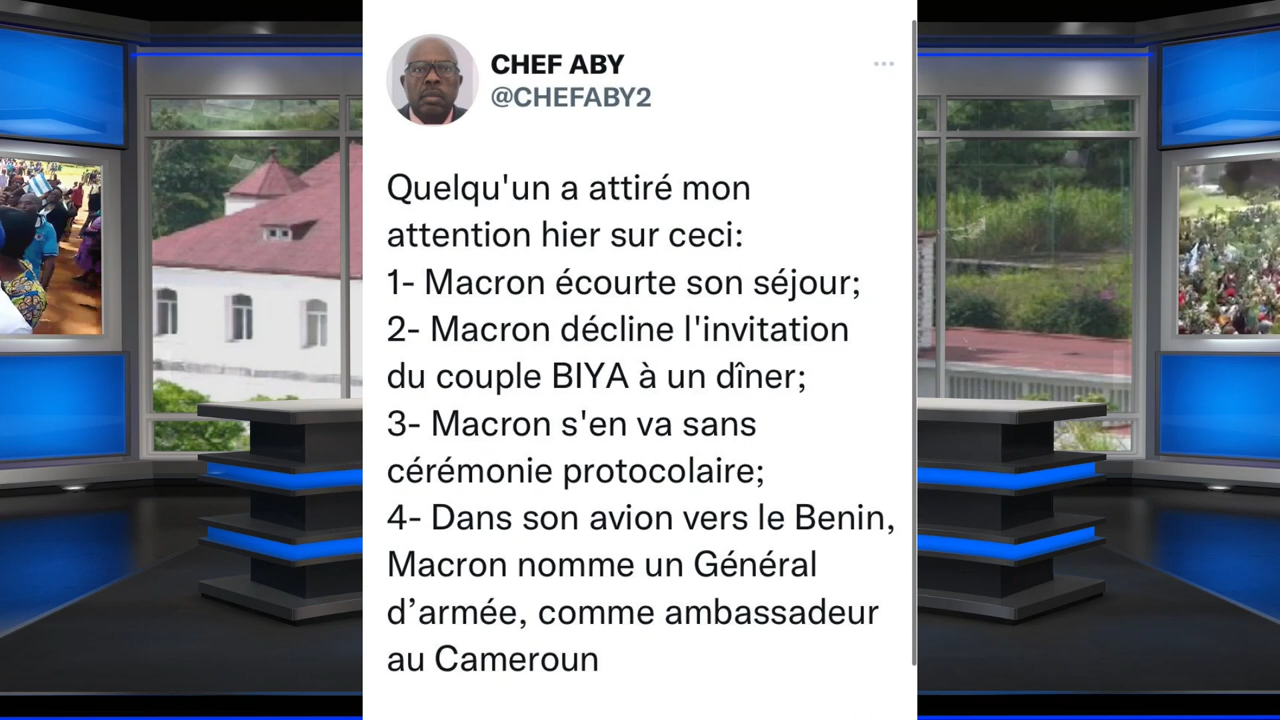 CHEF ABY
@CHEFABY2
Quelqu'un a attiré mon
attention hier sur ceci:
1- Macron écourte son séjour;
2- Macron décline l'invitation
du couple BIYA à un dîner;
3- Macron s'en va sans
cérémonie protocolaire;
4- Dans son avion vers le Benin,
Macron nomme un Général
d’armée, comme ambassadeur
au Cameroun